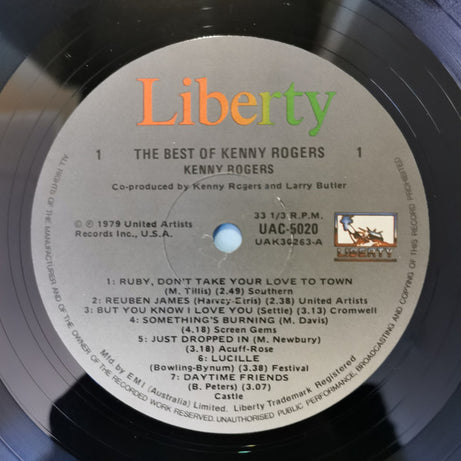 Liberty
1 THE BEST OF KENNY ROGERS 1
KENNY ROGERS
Co-produced by Kenny Rogers and Larry Butler
33 1/3 R.P.M.
℗ © 1979 United Artists
Records Inc., U.S.A.
UAC-5020
UAK30263-A
LIBERTY
1: RUBY, DON'T TAKE YOUR LOVE TO TOWN
(M. Tillis) (2.49) Southern
2: REUBEN JAMES (Harvey-Etris) (2.38) United Artists
3: BUT YOU KNOW I LOVE YOU (Settle) (3.13) Cromwell
4: SOMETHING'S BURNING (M. Davis)
(4.18) Screen Gems
5: JUST DROPPED IN (M. Newbury)
(3.18) Acuff-Rose
6: LUCILLE
(Bowling-Bynum) (3.38) Festival
7: DAYTIME FRIENDS
(B. Peters) (3.07)
Castle
Mfd by EMI (Australia) Limited. Liberty Trademark Registered
ALL RIGHTS OF THE MANUFACTURER AND OF THE OWNER OF THE RECORDED WORK RESERVED. UNAUTHORISED PUBLIC PERFORMANCE, BROADCASTING AND COPYING OF THIS RECORD PROHIBITED